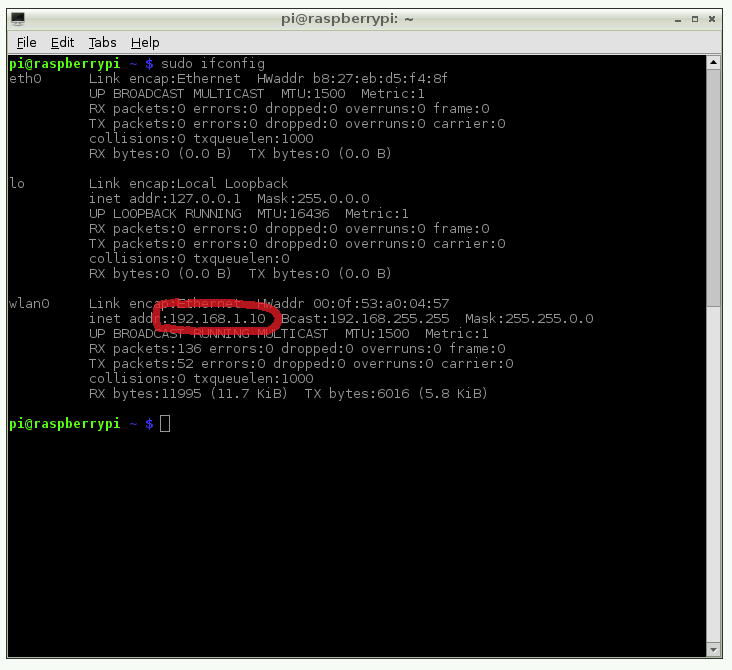 pi@raspberrypi: ~
File Edit Tabs Help
pi@raspberrypi ~ $ sudo ifconfig
eth0 Link encap:Ethernet HWaddr b8:27:eb:d5:f4:8f
UP BROADCAST MULTICAST MTU:1500 Metric:1
RX packets:0 errors:0 dropped:0 overruns:0 frame:0
TX packets:0 errors:0 dropped:0 overruns:0 carrier:0
collisions:0 txqueuelen:1000
RX bytes:0 (0.0 B) TX bytes:0 (0.0 B)
lo Link encap:Local Loopback
inet addr:127.0.0.1 Mask:255.0.0.0
UP LOOPBACK RUNNING MTU:16436 Metric:1
RX packets:0 errors:0 dropped:0 overruns:0 frame:0
TX packets:0 errors:0 dropped:0 overruns:0 carrier:0
collisions:0 txqueuelen:0
RX bytes:0 (0.0 B) TX bytes:0 (0.0 B)
wlan0 Link encap:Ethernet HWaddr 00:0f:53:a0:04:57
inet addr:192.168.1.10 Bcast:192.168.255.255 Mask:255.255.0.0
UP BROADCAST RUNNING MULTICAST MTU:1500 Metric:1
RX packets:136 errors:0 dropped:0 overruns:0 frame:0
TX packets:52 errors:0 dropped:0 overruns:0 carrier:0
collisions:0 txqueuelen:1000
RX bytes:11995 (11.7 KiB) TX bytes:6016 (5.8 KiB)
pi@raspberrypi ~ $